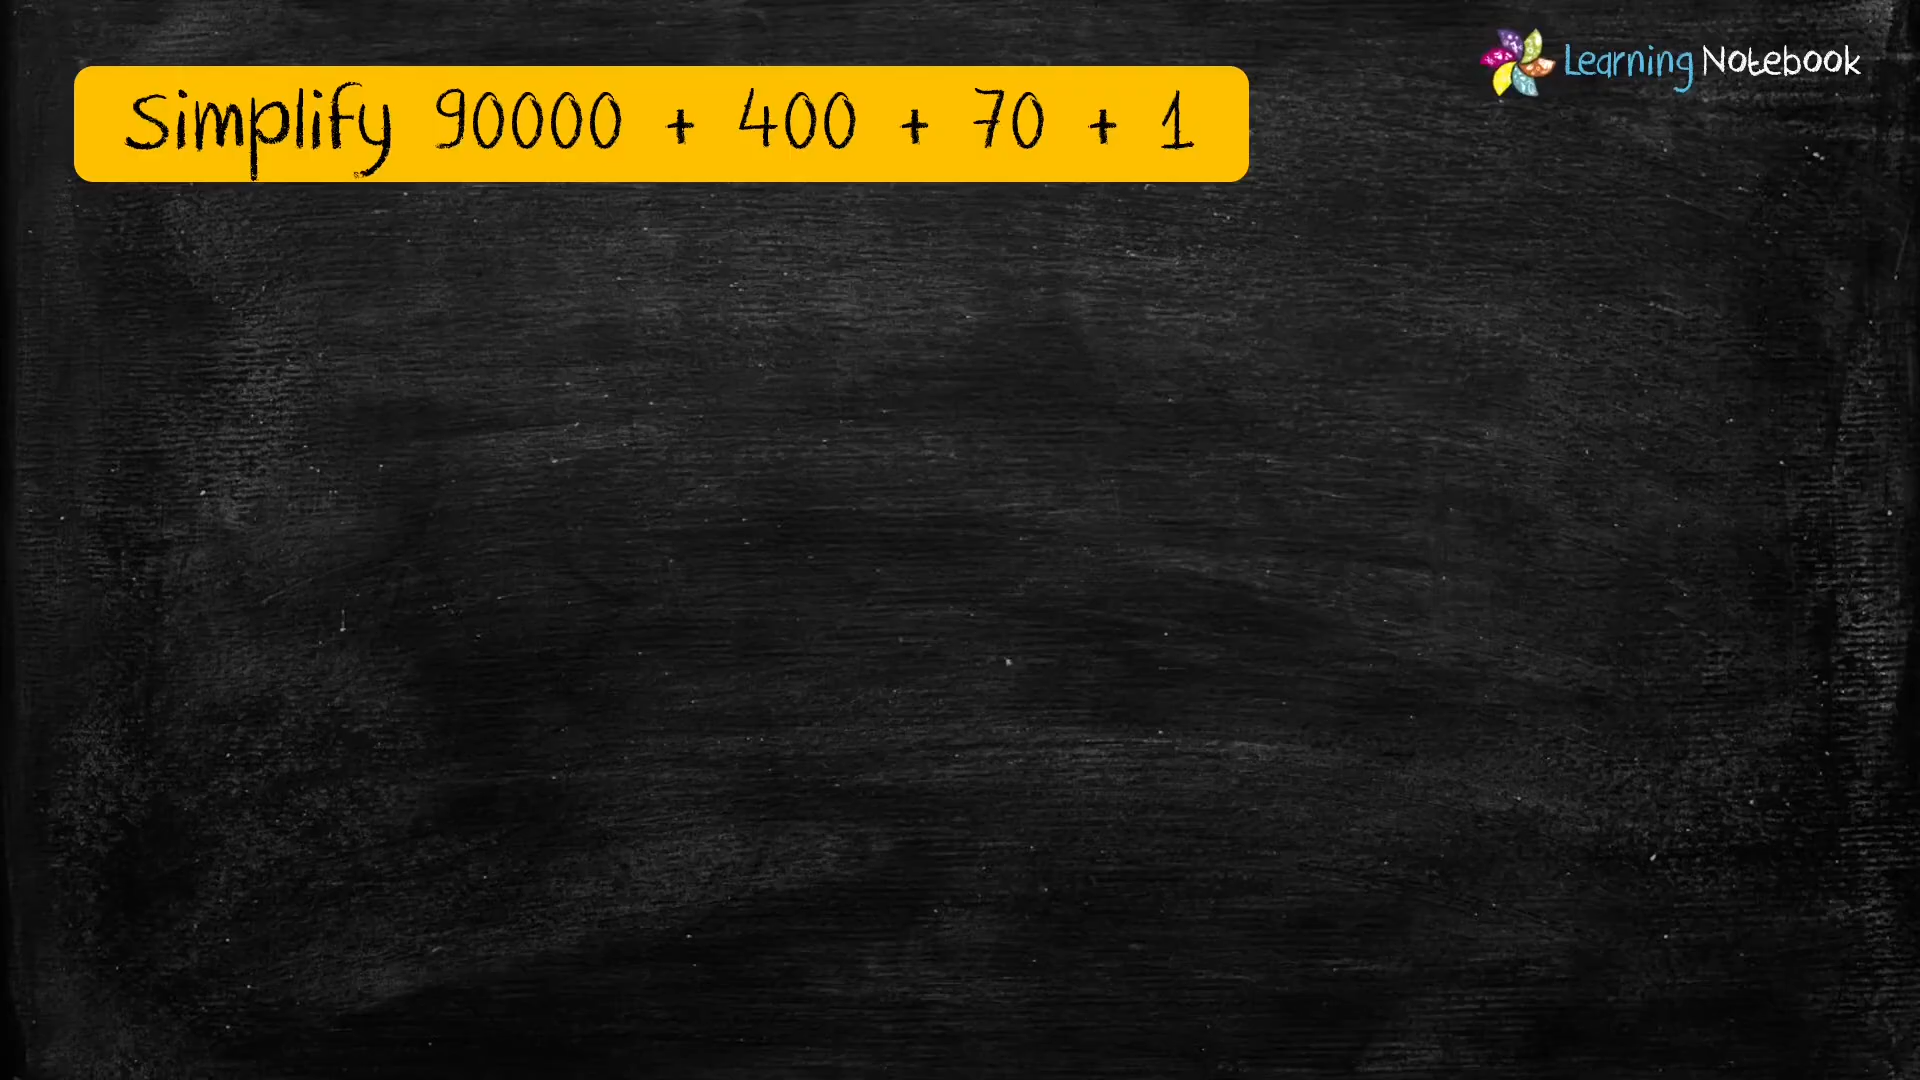 Learning Notebook
Simplify 90000 + 400 + 70 + 1